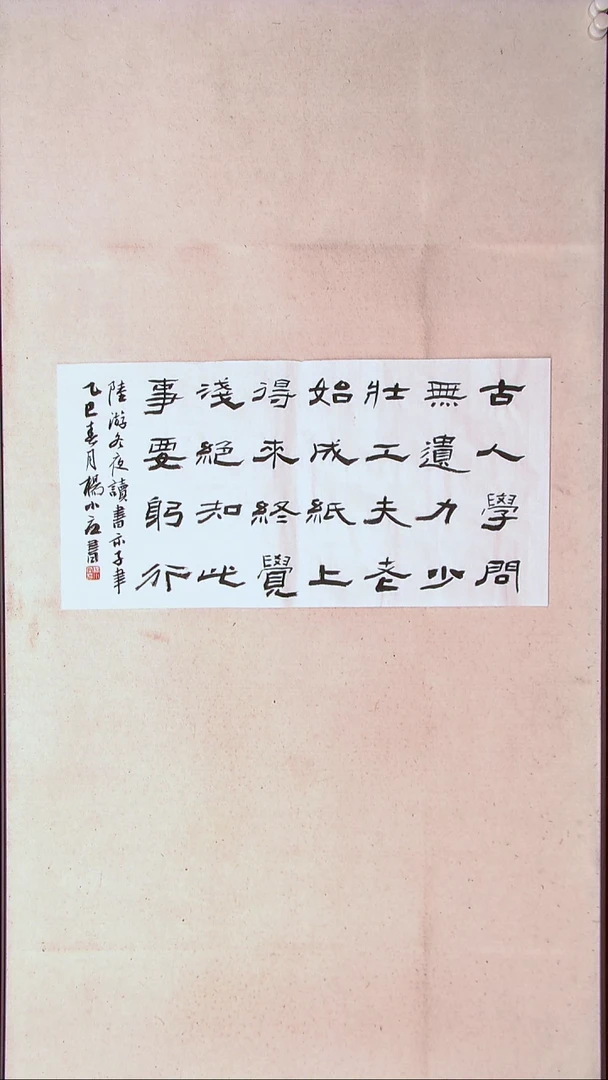 古人學問
無遺力少
壯工夫老
始成紙上
得來終覺
淺絕知此
事要躬行
陸游冬夜讀書示子聿
乙巳春月楊小
書